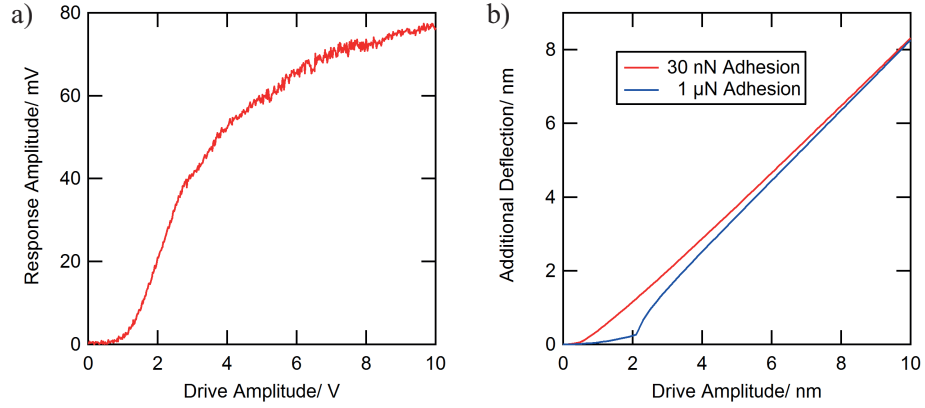 a)
80
60
40
20
0
Response Amplitude/ mV
0 2 4 6 8 10
Drive Amplitude/ V
b)
8
6
4
2
0
Additional Deflection/ nm
30 nN Adhesion
1 µN Adhesion
0 2 4 6 8 10
Drive Amplitude/ nm